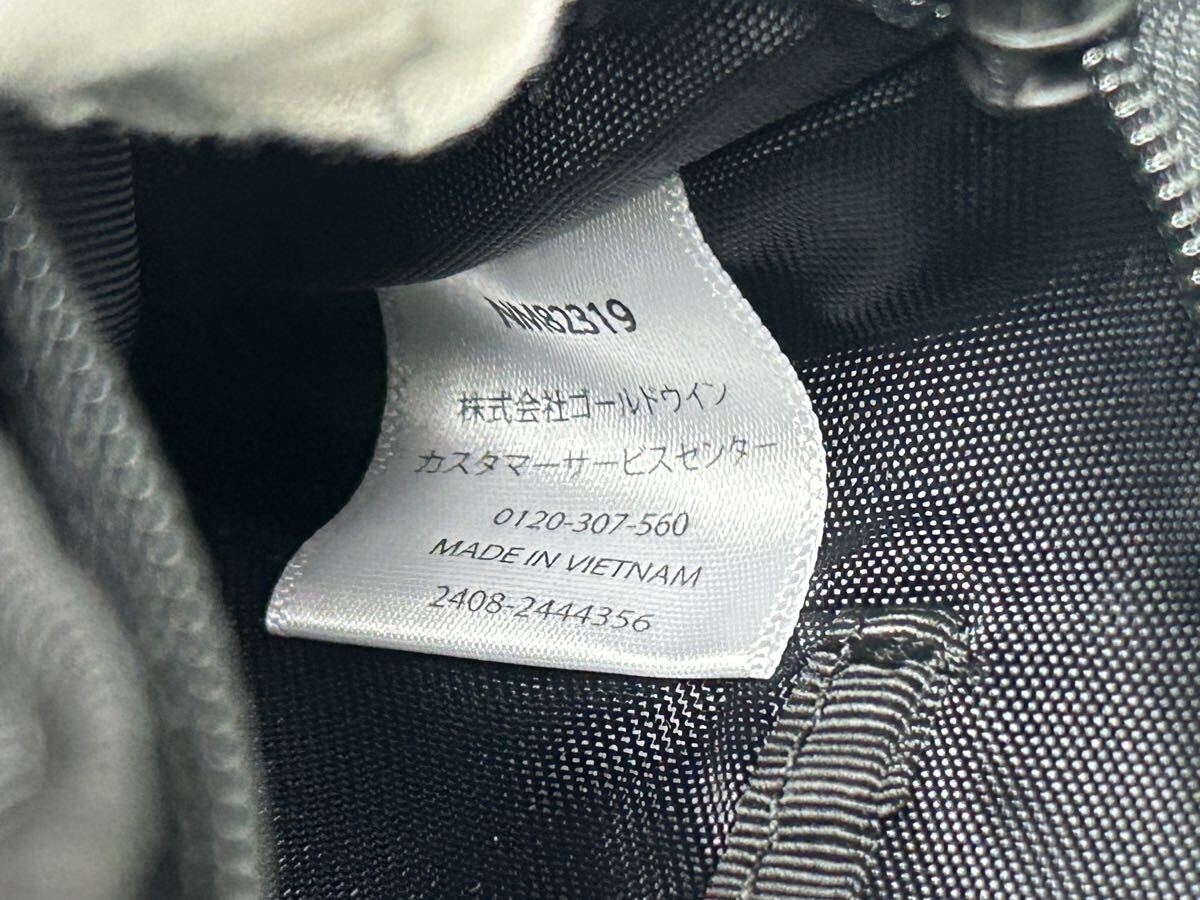 NM82319
株式会社ゴールドウイン
カスタマーサービスセンター
0120-307-560
MADE IN VIETNAM
2408-2444356